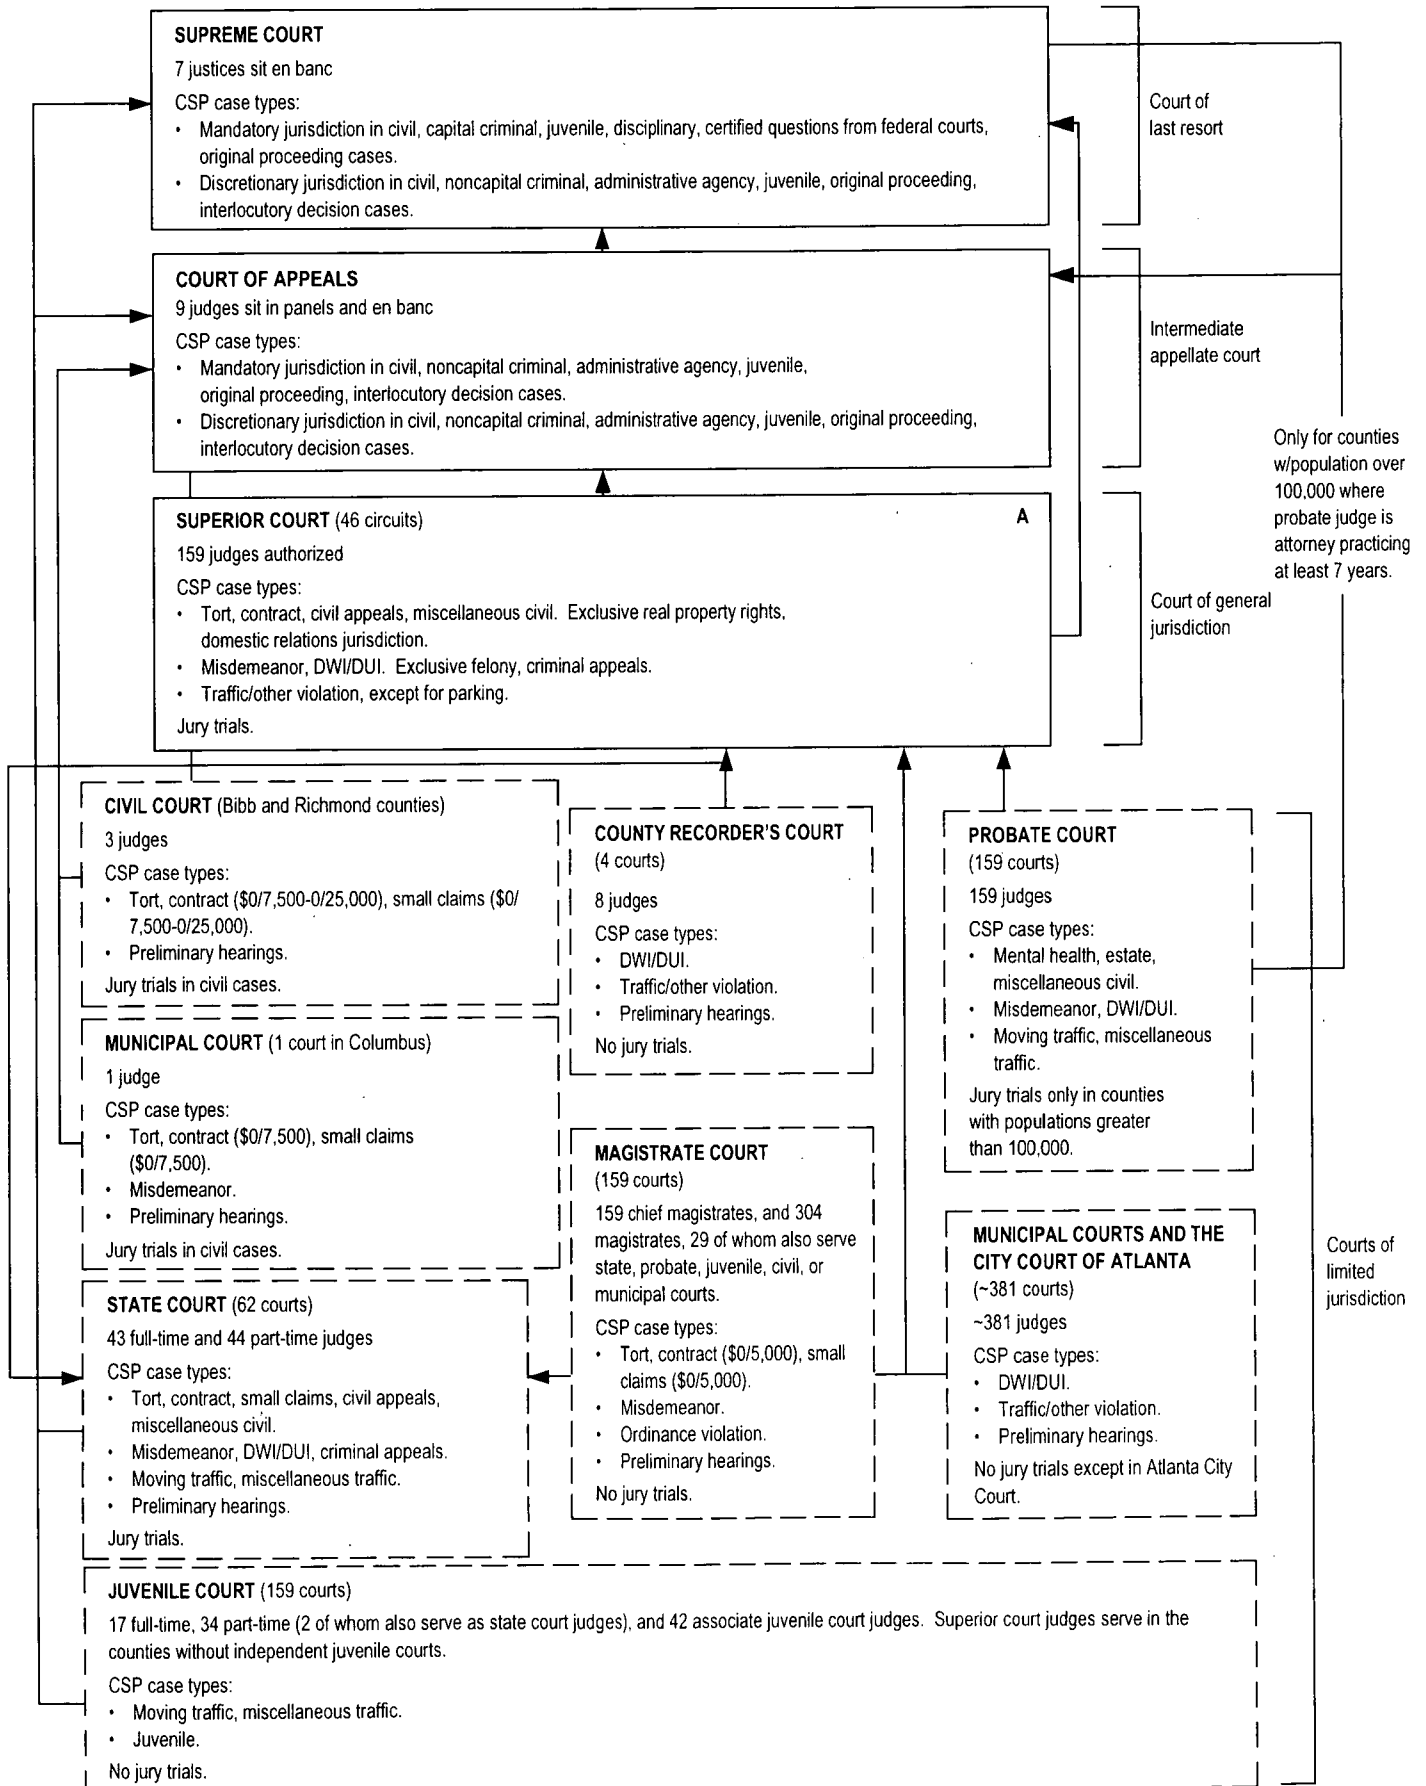 SUPREME COURT
7 justices sit en banc
CSP case types:
• Mandatory jurisdiction in civil, capital criminal, juvenile, disciplinary, certified questions from federal courts,
original proceeding cases.
• Discretionary jurisdiction in civil, noncapital criminal, administrative agency, juvenile, original proceeding,
interlocutory decision cases.
Court of
last resort
COURT OF APPEALS
9 judges sit in panels and en banc
CSP case types:
• Mandatory jurisdiction in civil, noncapital criminal, administrative agency, juvenile,
original proceeding, interlocutory decision cases.
• Discretionary jurisdiction in civil, noncapital criminal, administrative agency, juvenile, original proceeding,
interlocutory decision cases.
Intermediate
appellate court
Only for counties
w/population over
100,000 where
probate judge is
attorney practicing
at least 7 years.
SUPERIOR COURT (46 circuits)
A
159 judges authorized
CSP case types:
• Tort, contract, civil appeals, miscellaneous civil. Exclusive real property rights,
domestic relations jurisdiction.
• Misdemeanor, DWI/DUI. Exclusive felony, criminal appeals.
• Traffic/other violation, except for parking.
Jury trials.
Court of general
jurisdiction
CIVIL COURT (Bibb and Richmond counties)
3 judges
CSP case types:
• Tort, contract ($0/7,500-0/25,000), small claims ($0/
7,500-0/25,000).
• Preliminary hearings.
Jury trials in civil cases.
COUNTY RECORDER'S COURT
(4 courts)
8 judges
CSP case types:
• DWI/DUI.
• Traffic/other violation.
• Preliminary hearings.
No jury trials.
PROBATE COURT
(159 courts)
159 judges
CSP case types:
• Mental health, estate,
miscellaneous civil.
• Misdemeanor, DWI/DUI.
• Moving traffic, miscellaneous
traffic.
Jury trials only in counties
with populations greater
than 100,000.
MUNICIPAL COURT (1 court in Columbus)
1 judge
CSP case types:
• Tort, contract ($0/7,500), small claims
($0/7,500).
• Misdemeanor.
• Preliminary hearings.
Jury trials in civil cases.
MAGISTRATE COURT
(159 courts)
159 chief magistrates, and 304
magistrates, 29 of whom also serve
state, probate, juvenile, civil, or
municipal courts.
CSP case types:
• Tort, contract ($0/5,000), small
claims ($0/5,000).
• Misdemeanor.
• Ordinance violation.
• Preliminary hearings.
No jury trials.
MUNICIPAL COURTS AND THE
CITY COURT OF ATLANTA
(~381 courts)
~381 judges
CSP case types:
• DWI/DUI.
• Traffic/other violation.
• Preliminary hearings.
No jury trials except in Atlanta City
Court.
Courts of
limited
jurisdiction
STATE COURT (62 courts)
43 full-time and 44 part-time judges
CSP case types:
• Tort, contract, small claims, civil appeals,
miscellaneous civil.
• Misdemeanor, DWI/DUI, criminal appeals.
• Moving traffic, miscellaneous traffic.
• Preliminary hearings.
Jury trials.
JUVENILE COURT (159 courts)
17 full-time, 34 part-time (2 of whom also serve as state court judges), and 42 associate juvenile court judges. Superior court judges serve in the
counties without independent juvenile courts.
CSP case types:
• Moving traffic, miscellaneous traffic.
• Juvenile.
No jury trials.